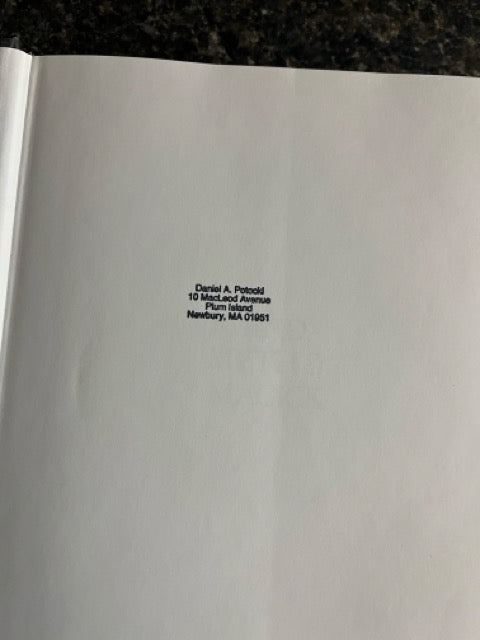 Daniel A. Potocki
10 MacLeod Avenue
Plum Island
Newbury, MA 01951